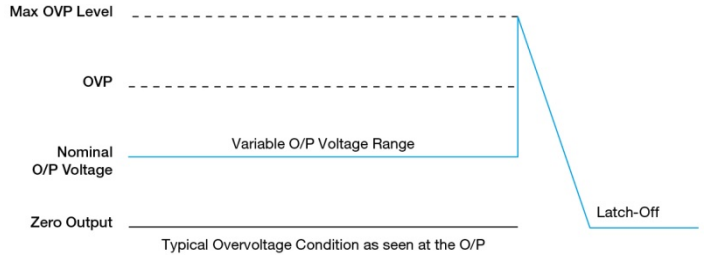 Max OVP Level
OVP
Variable O/P Voltage Range
Nominal
O/P Voltage
Latch-Off
Zero Output
Typical Overvoltage Condition as seen at the O/P